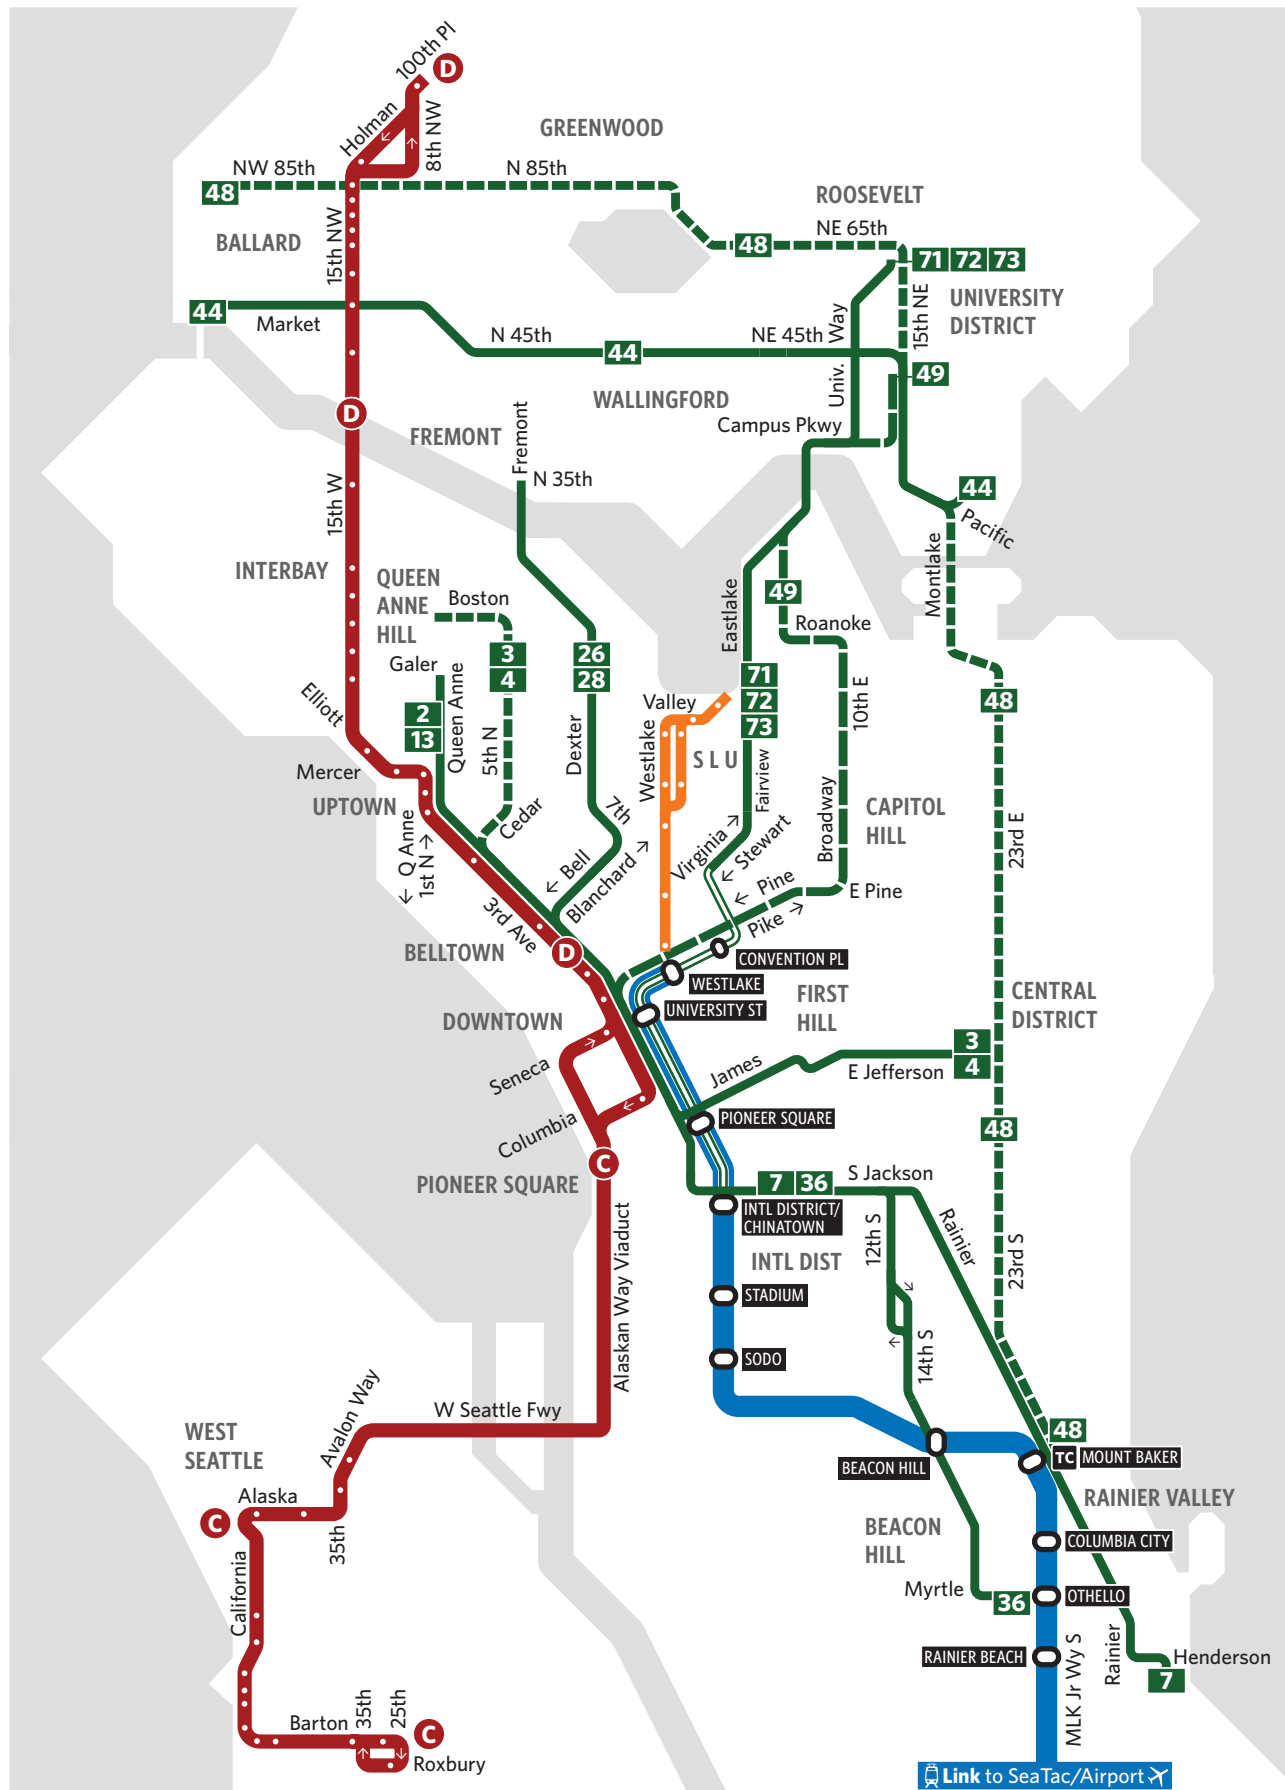 100th Pl
D
Holman
8th NW
GREENWOOD
NW 85th
N 85th
48
ROOSEVELT
NE 65th
48
BALLARD
15th NW
71 72 73
UNIVERSITY
DISTRICT
15th NE
44
Market
N 45th
44
NE 45th
Univ. Way
49
WALLINGFORD
D
Campus Pkwy
FREMONT
Fremont
N 35th
44
Pacific
15th W
INTERBAY
QUEEN
ANNE
HILL
Boston
Montlake
49
Roanoke
Eastlake
Galer
3
4
26
28
71
72
73
48
10th E
Elliott
2
13
Queen Anne
5th N
Dexter
Valley
Westlake
SLU
Fairview
Mercer
UPTOWN
Q Anne
1st N
Cedar
7th
Bell
Blanchard
Virginia
Stewart
Broadway
CAPITOL
HILL
23rd E
Pine
Pike
E Pine
3rd Ave
BELLTOWN
D
CONVENTION PL
WESTLAKE
UNIVERSITY ST
FIRST
HILL
CENTRAL
DISTRICT
DOWNTOWN
Seneca
James
E Jefferson
3
4
Columbia
PIONEER SQUARE
48
C
PIONEER SQUARE
7 36
S Jackson
INTL DISTRICT/
CHINATOWN
INTL DIST
12th S
Rainier
23rd S
Alaskan Way Viaduct
STADIUM
SODO
14th S
W Seattle Fwy
Avalon Way
WEST
SEATTLE
48
TC MOUNT BAKER
BEACON HILL
RAINIER VALLEY
Alaska
C
35th
BEACON
HILL
COLUMBIA CITY
California
Myrtle
36
OTHELLO
RAINIER BEACH
MLK Jr Wy S
Rainier
Henderson
7
Barton
35th
25th
C
Roxbury
Link to SeaTac/Airport